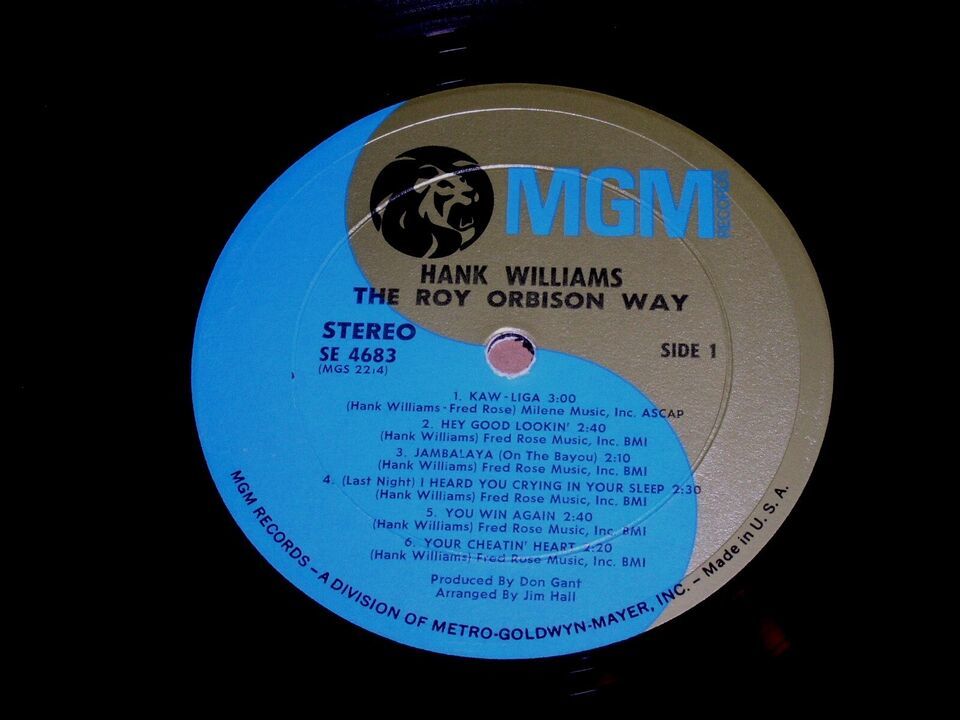 MGM RECORDS
HANK WILLIAMS
THE ROY ORBISON WAY
STEREO
SE 4683
(MGS 2214)
SIDE 1
1. KAW-LIGA 3:00
(Hank Williams-Fred Rose) Milene Music, Inc. ASCAP
2. HEY GOOD LOOKIN' 2:40
(Hank Williams) Fred Rose Music, Inc. BMI
3. JAMBALAYA (On The Bayou) 2:10
(Hank Williams) Fred Rose Music, Inc. BMI
4. (Last Night) I HEARD YOU CRYING IN YOUR SLEEP 2:30
(Hank Williams) Fred Rose Music, Inc. BMI
5. YOU WIN AGAIN 2:40
(Hank Williams) Fred Rose Music, Inc. BMI
6. YOUR CHEATIN' HEART 2:20
(Hank Williams) Fred Rose Music, Inc. BMI
Produced By Don Gant
Arranged By Jim Hall
MGM RECORDS – A DIVISION OF METRO-GOLDWYN-MAYER, INC. – Made in U. S. A.